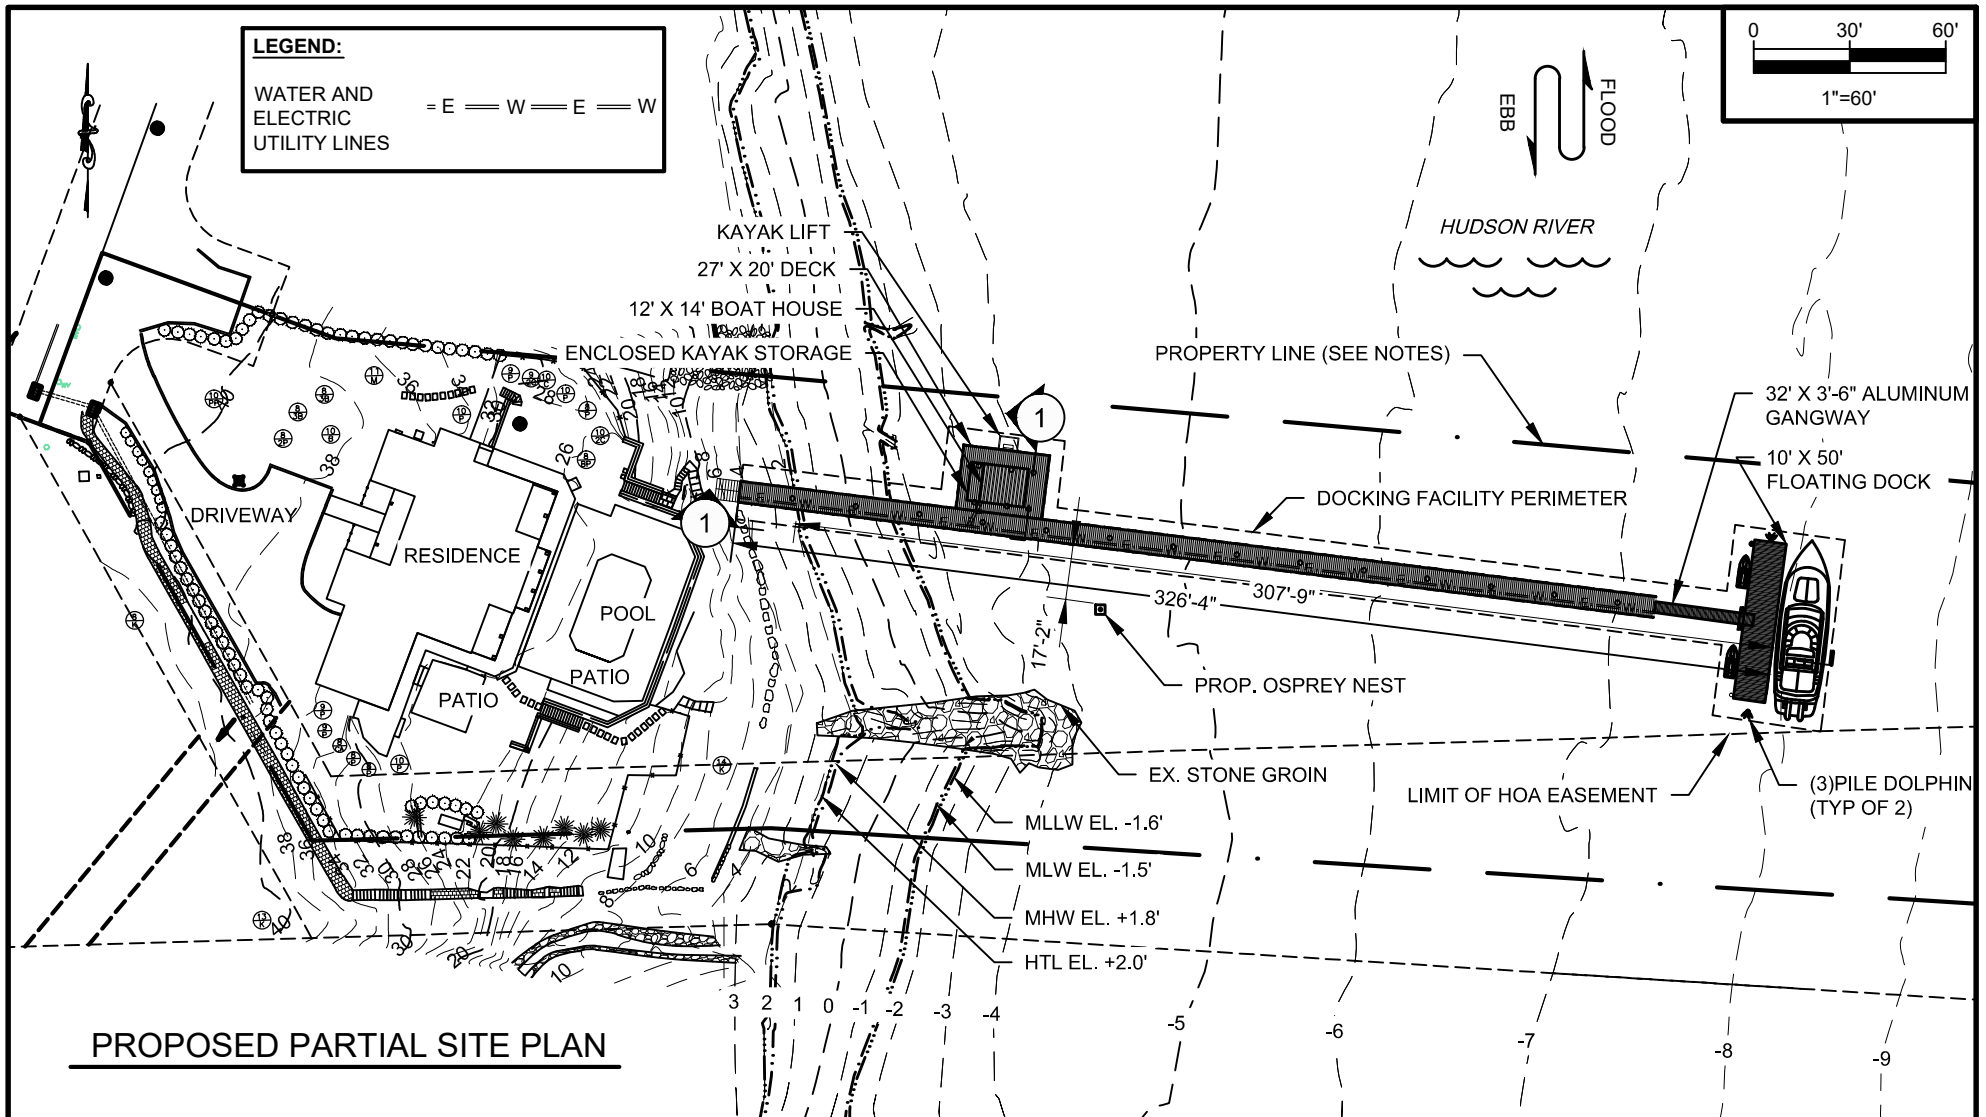 LEGEND:
WATER AND
ELECTRIC
UTILITY LINES
= E W E W
0 30' 60'
1"=60'
FLOOD
EBB
HUDSON RIVER
KAYAK LIFT
27' X 20' DECK
12' X 14' BOAT HOUSE
ENCLOSED KAYAK STORAGE
PROPERTY LINE (SEE NOTES)
32' X 3'-6" ALUMINUM
GANGWAY
10' X 50'
FLOATING DOCK
DOCKING FACILITY PERIMETER
1
1
DRIVEWAY
RESIDENCE
POOL
PATIO
PATIO
326'-4"
307'-9"
17'-2"
PROP. OSPREY NEST
EX. STONE GROIN
LIMIT OF HOA EASEMENT
(3)PILE DOLPHIN
(TYP OF 2)
MLLW EL. -1.6'
MLW EL. -1.5'
MHW EL. +1.8'
HTL EL. +2.0'
38
26
8
6
4
2
38 36
32 30 28 26 24 22 20 18 16 14 12 10
8 6 4
40 30 20 10
3 2 1 0 -1 -2 -3 -4 -5 -6 -7 -8 -9
PROPOSED PARTIAL SITE PLAN